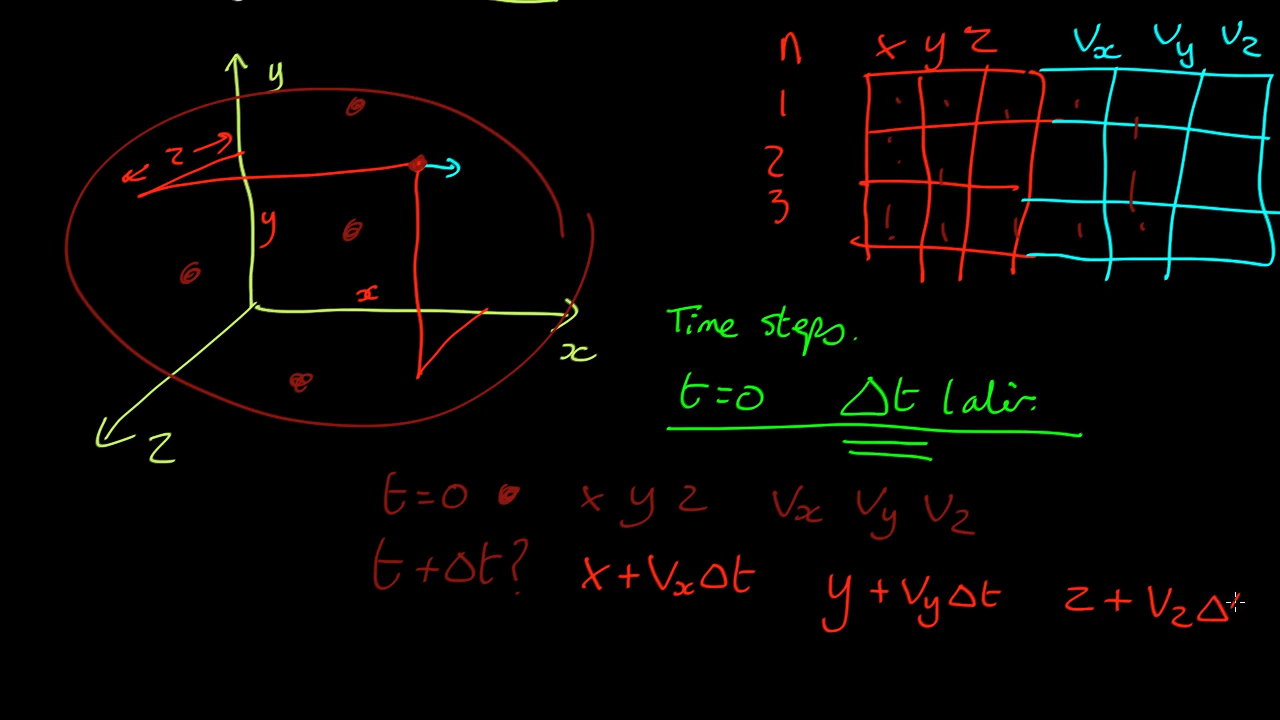 y
z
y
x
x
z
n x y z Vx Vy Vz
1
2
3
Time steps.
t=0 Δt later.
t=0 x y z Vx Vy Vz
t+Δt? x+VxΔt y+VyΔt z+VzΔ